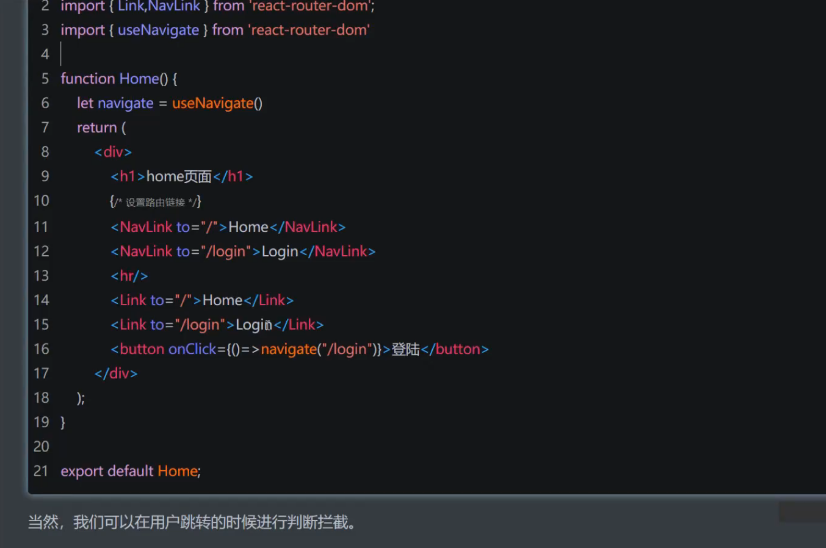 2 import { Link,NavLink } from 'react-router-dom';
3 import { useNavigate } from 'react-router-dom'
4
5 function Home() {
6 let navigate = useNavigate()
7 return (
8 <div>
9 <h1>home页面</h1>
10 {/* 设置路由链接 */}
11 <NavLink to="/">Home</NavLink>
12 <NavLink to="/login">Login</NavLink>
13 <hr/>
14 <Link to="/">Home</Link>
15 <Link to="/login">Login</Link>
16 <button onClick={()=>navigate("/login")}>登陆</button>
17 </div>
18 );
19 }
20
21 export default Home;
当然，我们可以在用户跳转的时候进行判断拦截。